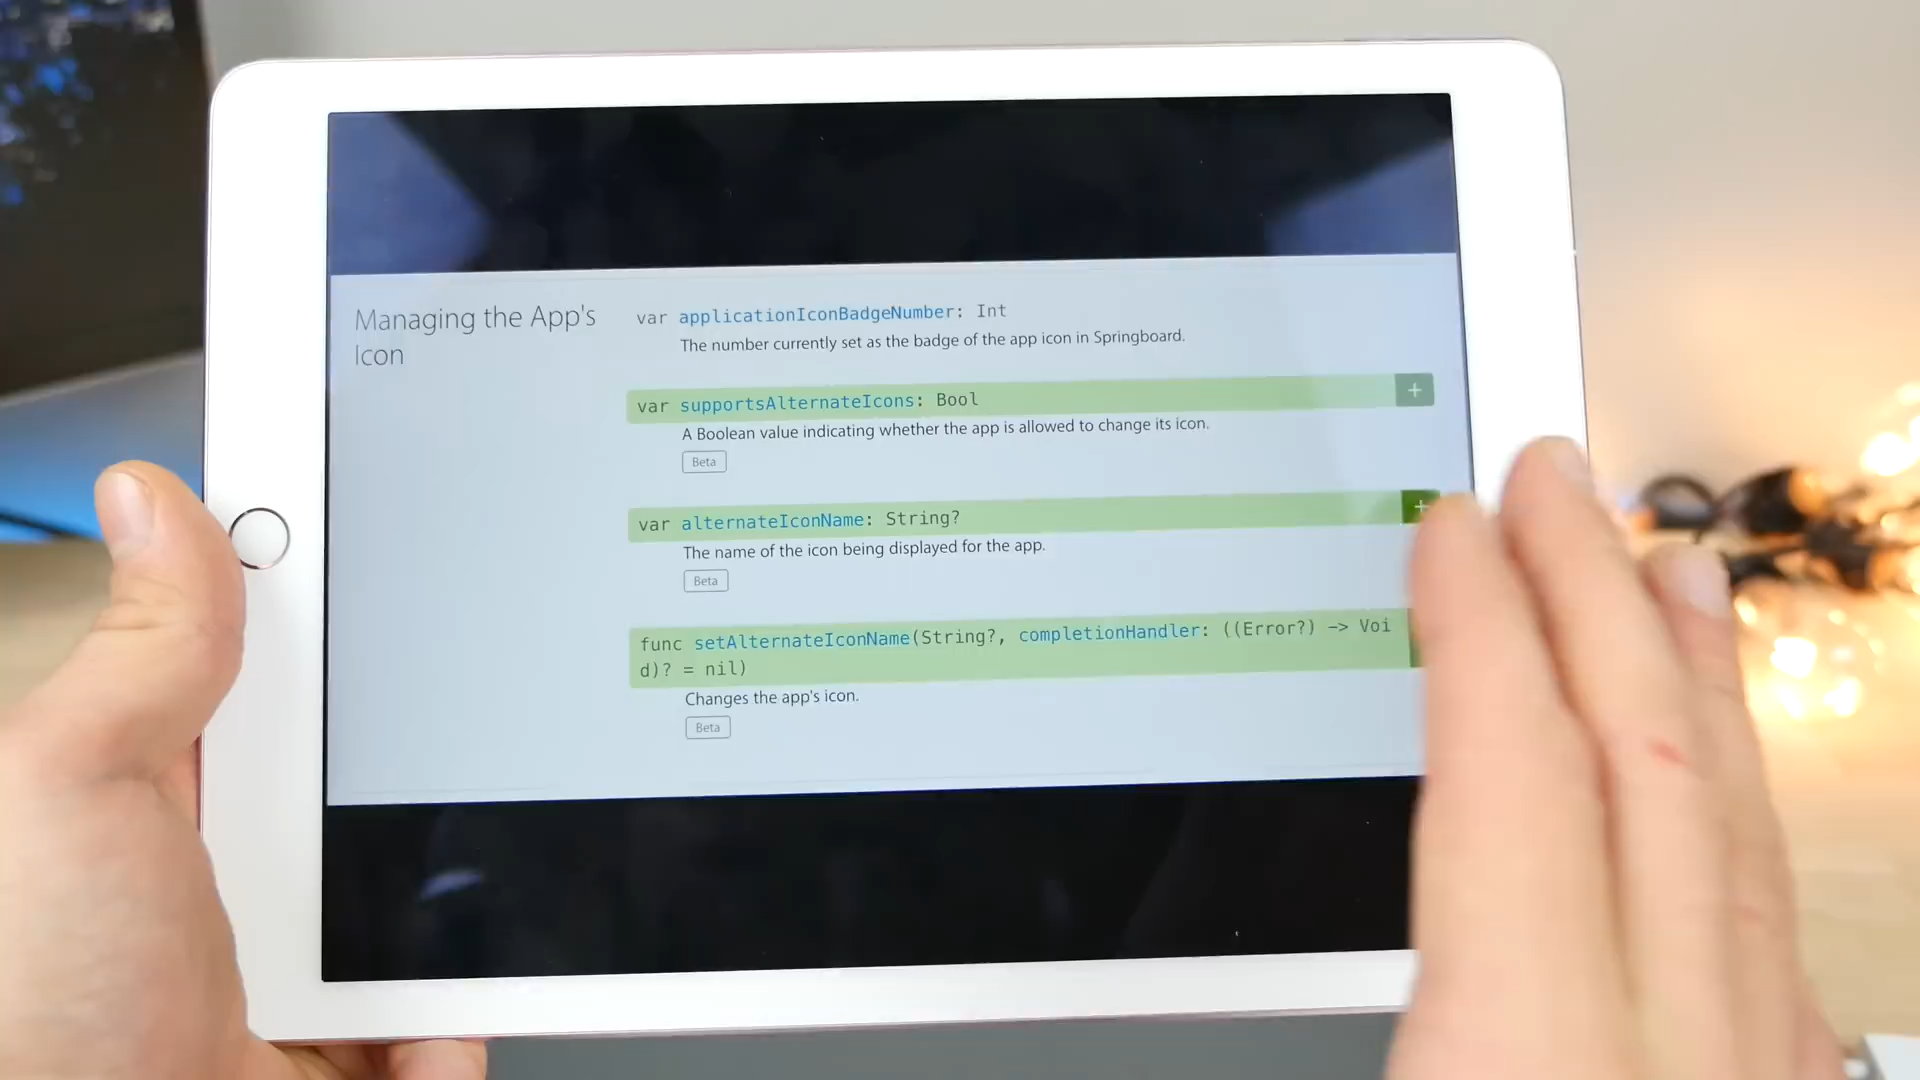 Managing the App's
Icon
var applicationIconBadgeNumber: Int
The number currently set as the badge of the app icon in Springboard.
var supportsAlternateIcons: Bool
+
A Boolean value indicating whether the app is allowed to change its icon.
Beta
var alternateIconName: String?
+
The name of the icon being displayed for the app.
Beta
func setAlternateIconName(String?, completionHandler: ((Error?) -> Voi
d)? = nil)
Changes the app's icon.
Beta